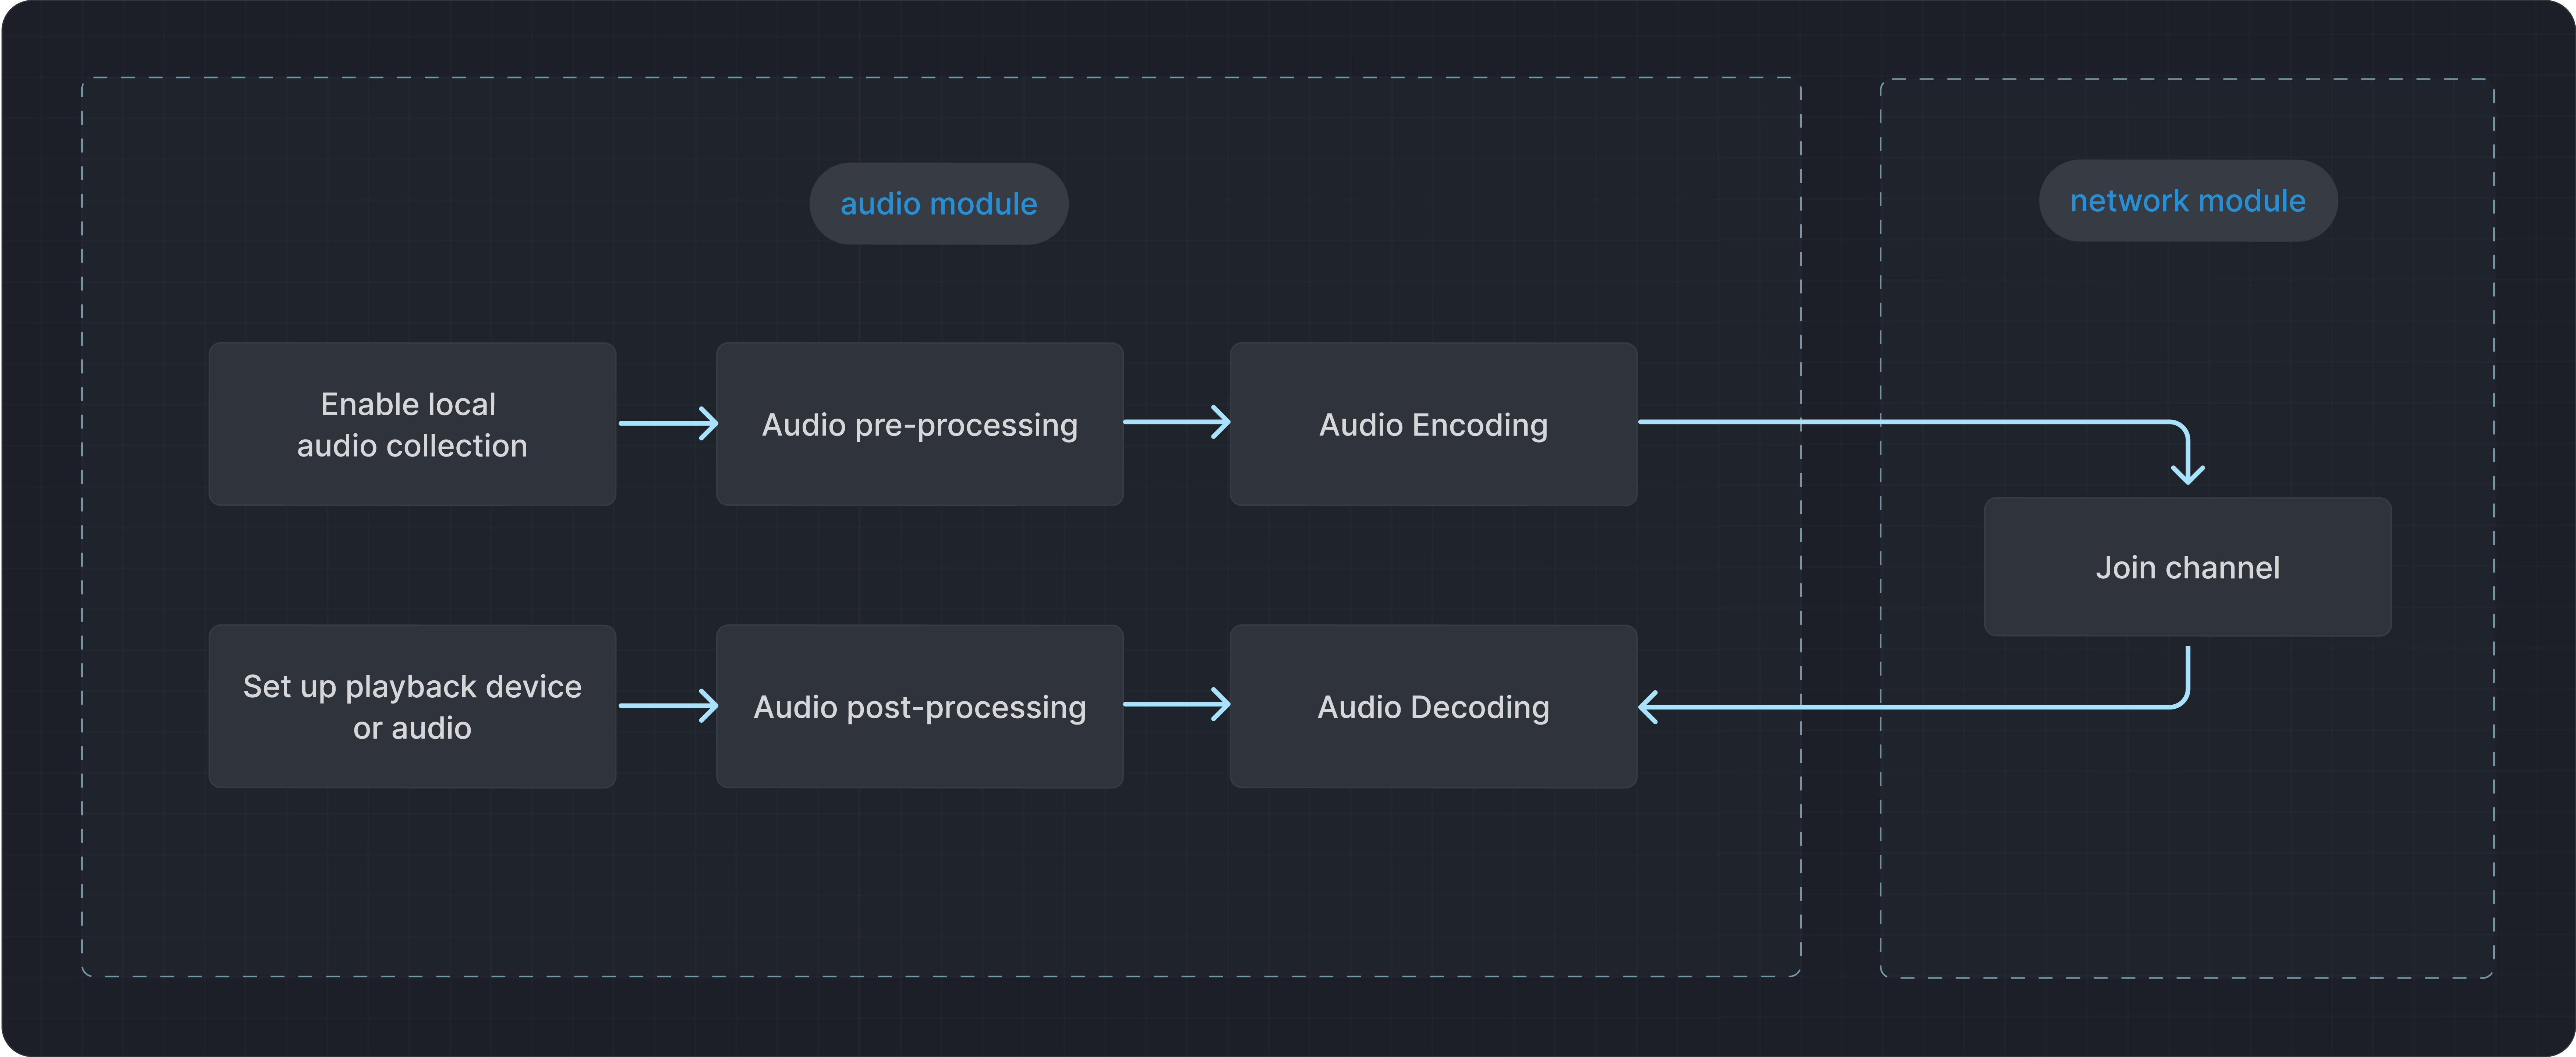 audio module
network module
Enable local
audio collection
Audio pre-processing
Audio Encoding
Join channel
Set up playback device
or audio
Audio post-processing
Audio Decoding